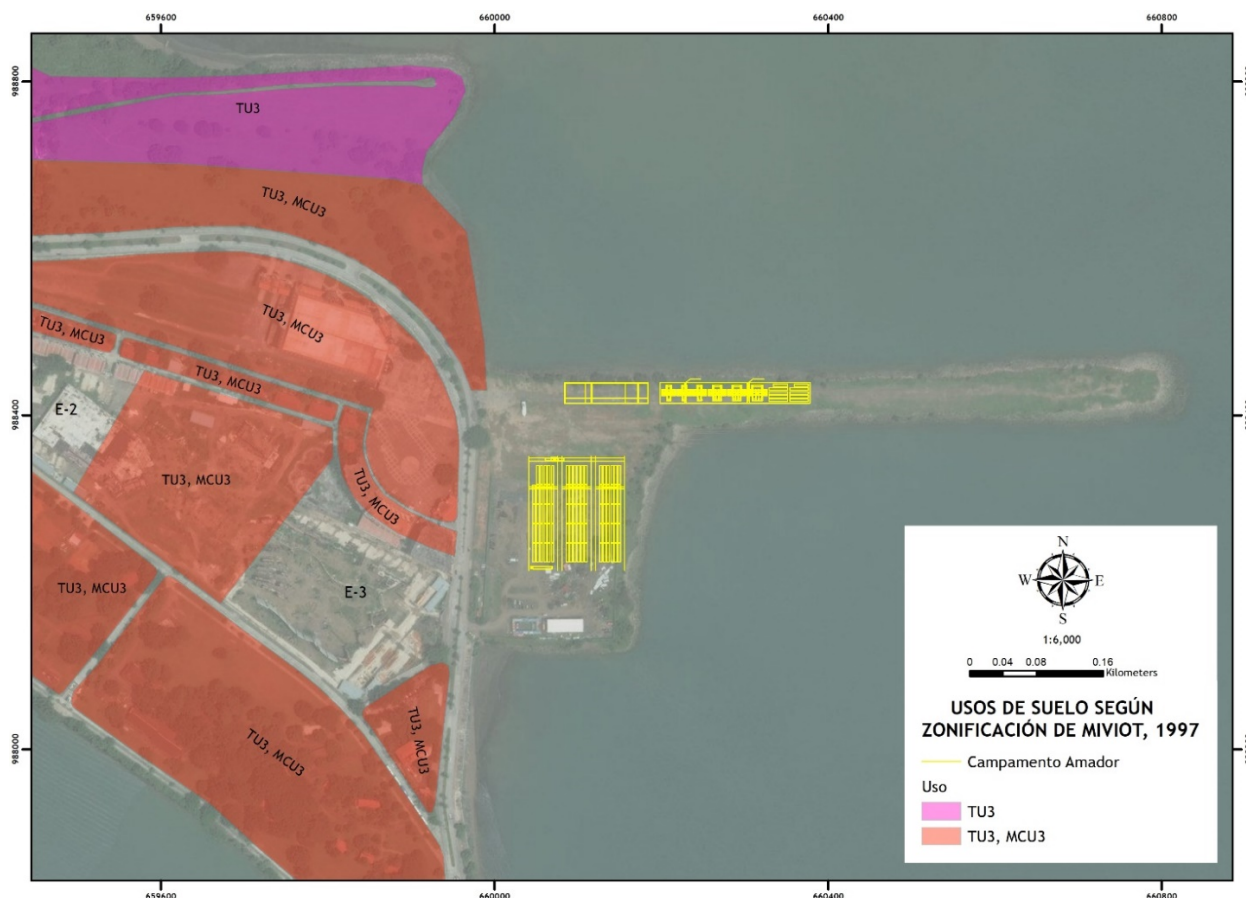 659600
660000
660400
660800
988800
TU3
TU3, MCU3
TU3, MCU3
TU3, MCU3
TU3, MCU3
988400
E-2
TU3, MCU3
TU3, MCU3
TU3, MCU3
E-3
TU3, MCU3
TU3, MCU3
988000
N
W
E
S
1:6,000
0 0.04 0.08 0.16
Kilometers
USOS DE SUELO SEGÚN
ZONIFICACIÓN DE MIVIOT, 1997
Campamento Amador
Uso
TU3
TU3, MCU3
659600
660000
660400
660800